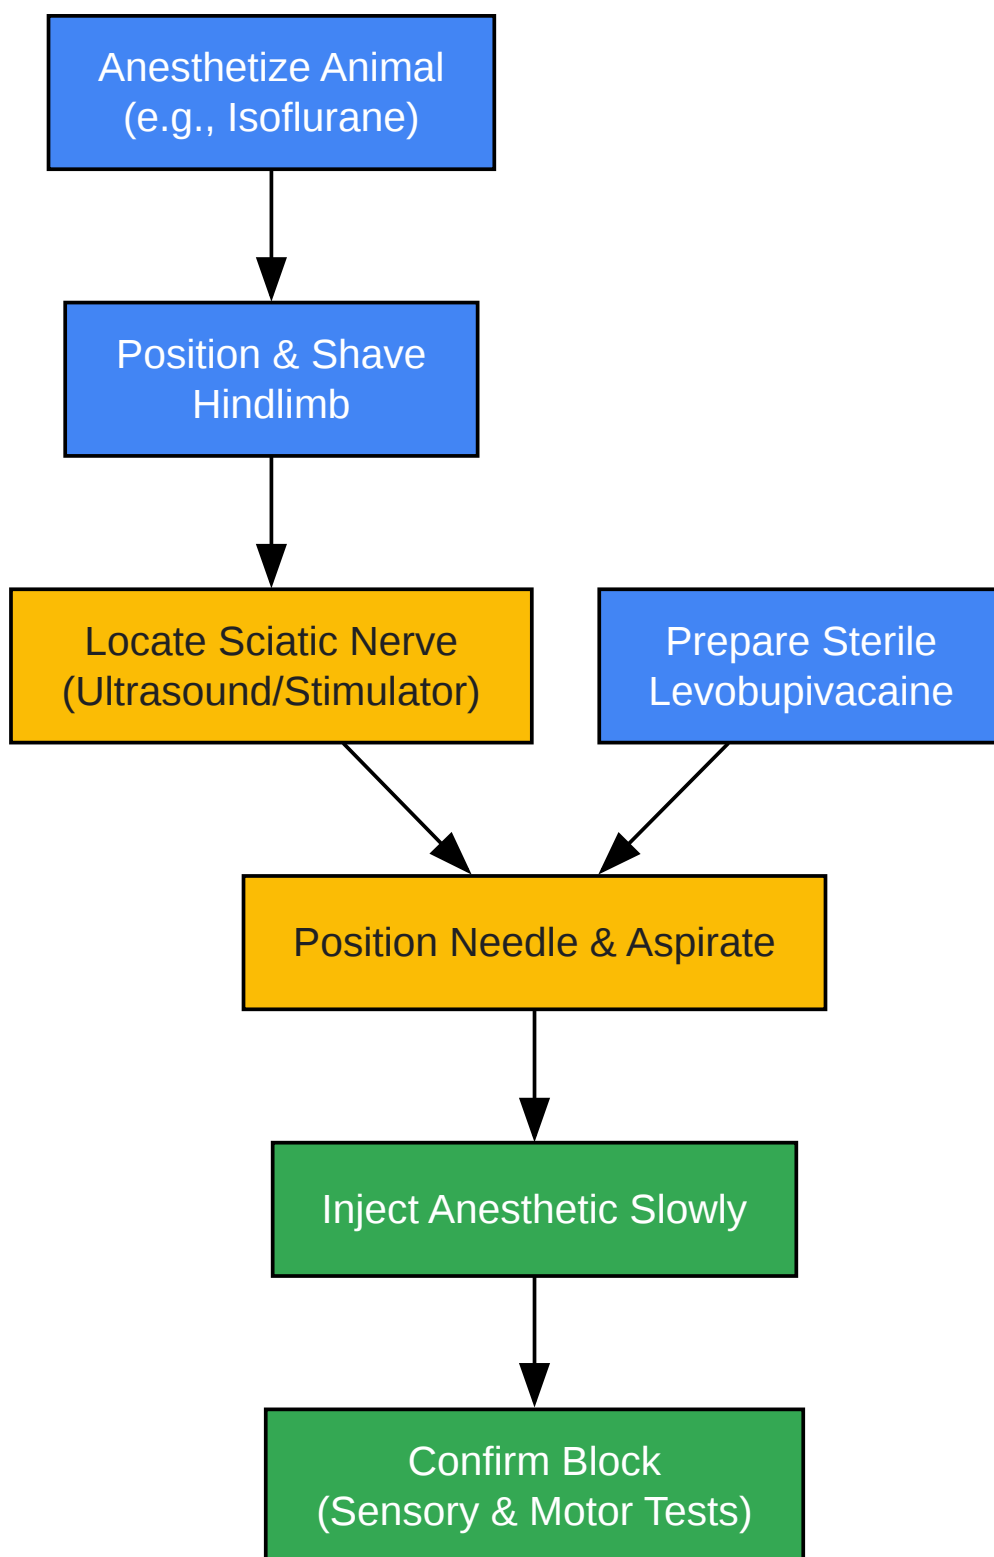 Anesthetize Animal
(e.g., Isoflurane)
Position & Shave
Hindlimb
Locate Sciatic Nerve
(Ultrasound/Stimulator)
Prepare Sterile
Levobupivacaine
Position Needle & Aspirate
Inject Anesthetic Slowly
Confirm Block
(Sensory & Motor Tests)